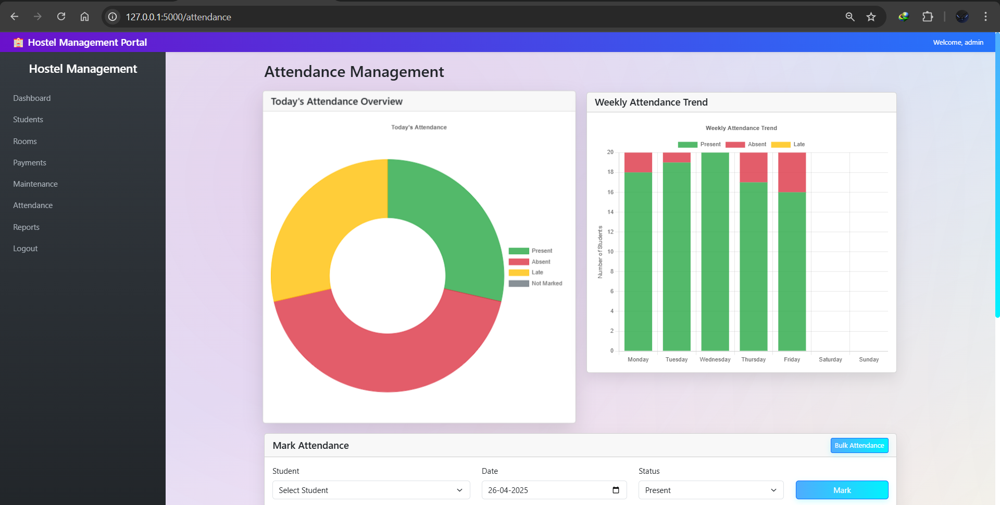 127.0.0.1:5000/attendance
Hostel Management Portal
Welcome, admin
Hostel Management
Dashboard
Students
Rooms
Payments
Maintenance
Attendance
Reports
Logout
Attendance Management
Today's Attendance Overview
Today's Attendance
Present
Absent
Late
Not Marked
Weekly Attendance Trend
Weekly Attendance Trend
Present Absent Late
Number of Students
20
18
16
14
12
10
8
6
4
2
0
Monday Tuesday Wednesday Thursday Friday Saturday Sunday
Mark Attendance
Bulk Attendance
Student Date Status
Select Student 26-04-2025 Present Mark